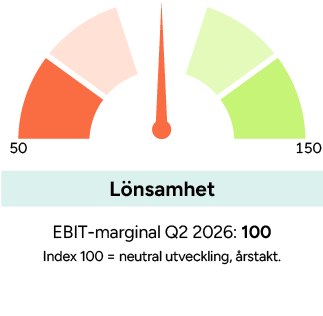 50 150
Lönsamhet
EBIT-marginal Q2 2026: 100
Index 100 = neutral utveckling, årstakt.